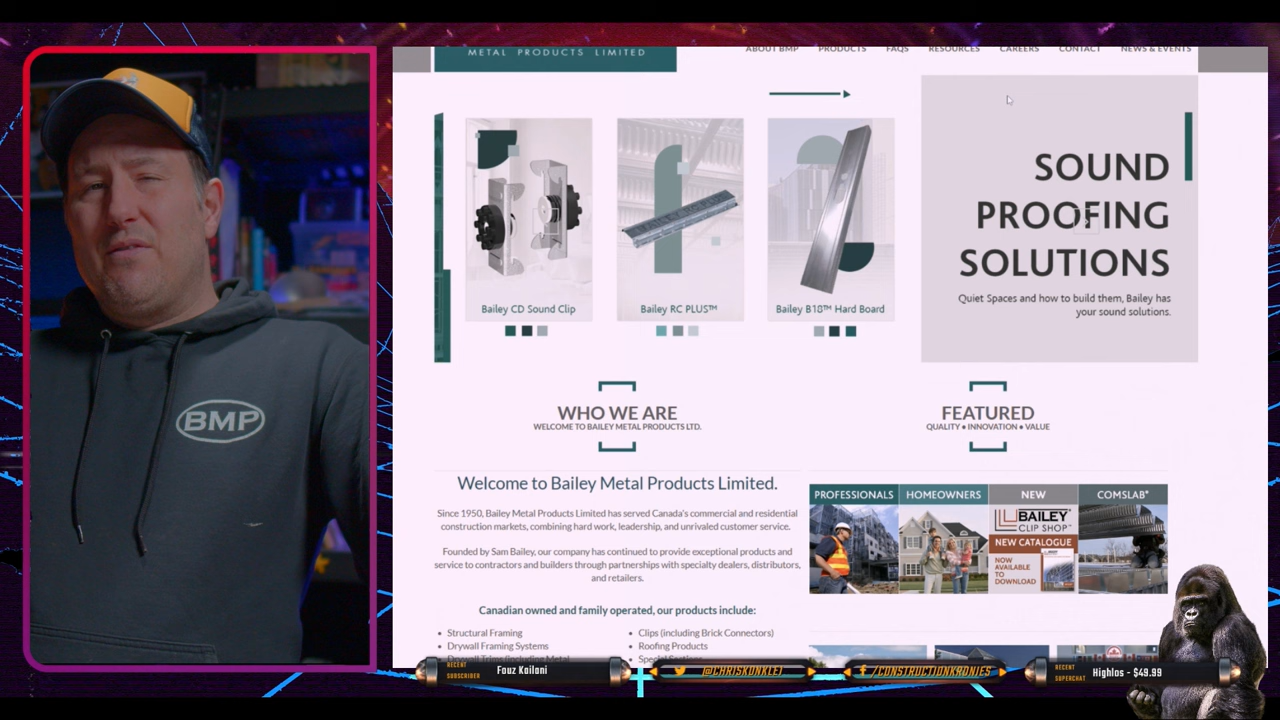 METAL PRODUCTS LIMITED
ABOUT BMP PRODUCTS FAQS RESOURCES CAREERS CONTACT NEWS & EVENTS
SOUND
PROOFING
SOLUTIONS
Quiet Spaces and how to build them, Bailey has
your sound solutions.
Bailey CD Sound Clip
Bailey RC PLUS™
Bailey B18™ Hard Board
BMP
WHO WE ARE
WELCOME TO BAILEY METAL PRODUCTS LTD.
FEATURED
QUALITY • INNOVATION • VALUE
Welcome to Bailey Metal Products Limited.
Since 1950, Bailey Metal Products Limited has served Canada's commercial and residential
construction markets, combining hard work, leadership, and unrivaled customer service.
Founded by Sam Bailey, our company has continued to provide exceptional products and
service to contractors and builders through partnerships with specialty dealers, distributors,
and retailers.
Canadian owned and family operated, our products include:
• Structural Framing
• Drywall Framing Systems
• Clips (including Brick Connectors)
• Roofing Products
PROFESSIONALS
HOMEOWNERS
NEW
BAILEY
CLIP SHOP™
NEW CATALOGUE
NOW
AVAILABLE
TO
DOWNLOAD
COMSLAB®
RECENT
SUBSCRIBER
Fouz Kailani
@CHRISKUNKLE1
/CONSTRUCTIONKRONIES
RECENT
SUPERCHAT
Highlos - $49.99